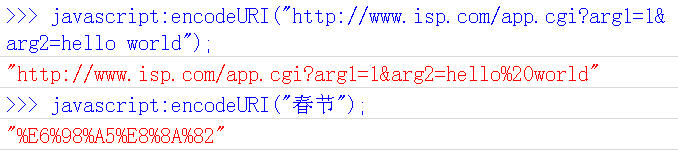 >>> javascript:encodeURI("http://www.isp.com/app.cgi?arg1=1&
arg2=hello world");
"http://www.isp.com/app.cgi?arg1=1&arg2=hello%20world"
>>> javascript:encodeURI("春节");
"%E6%98%A5%E8%8A%82"